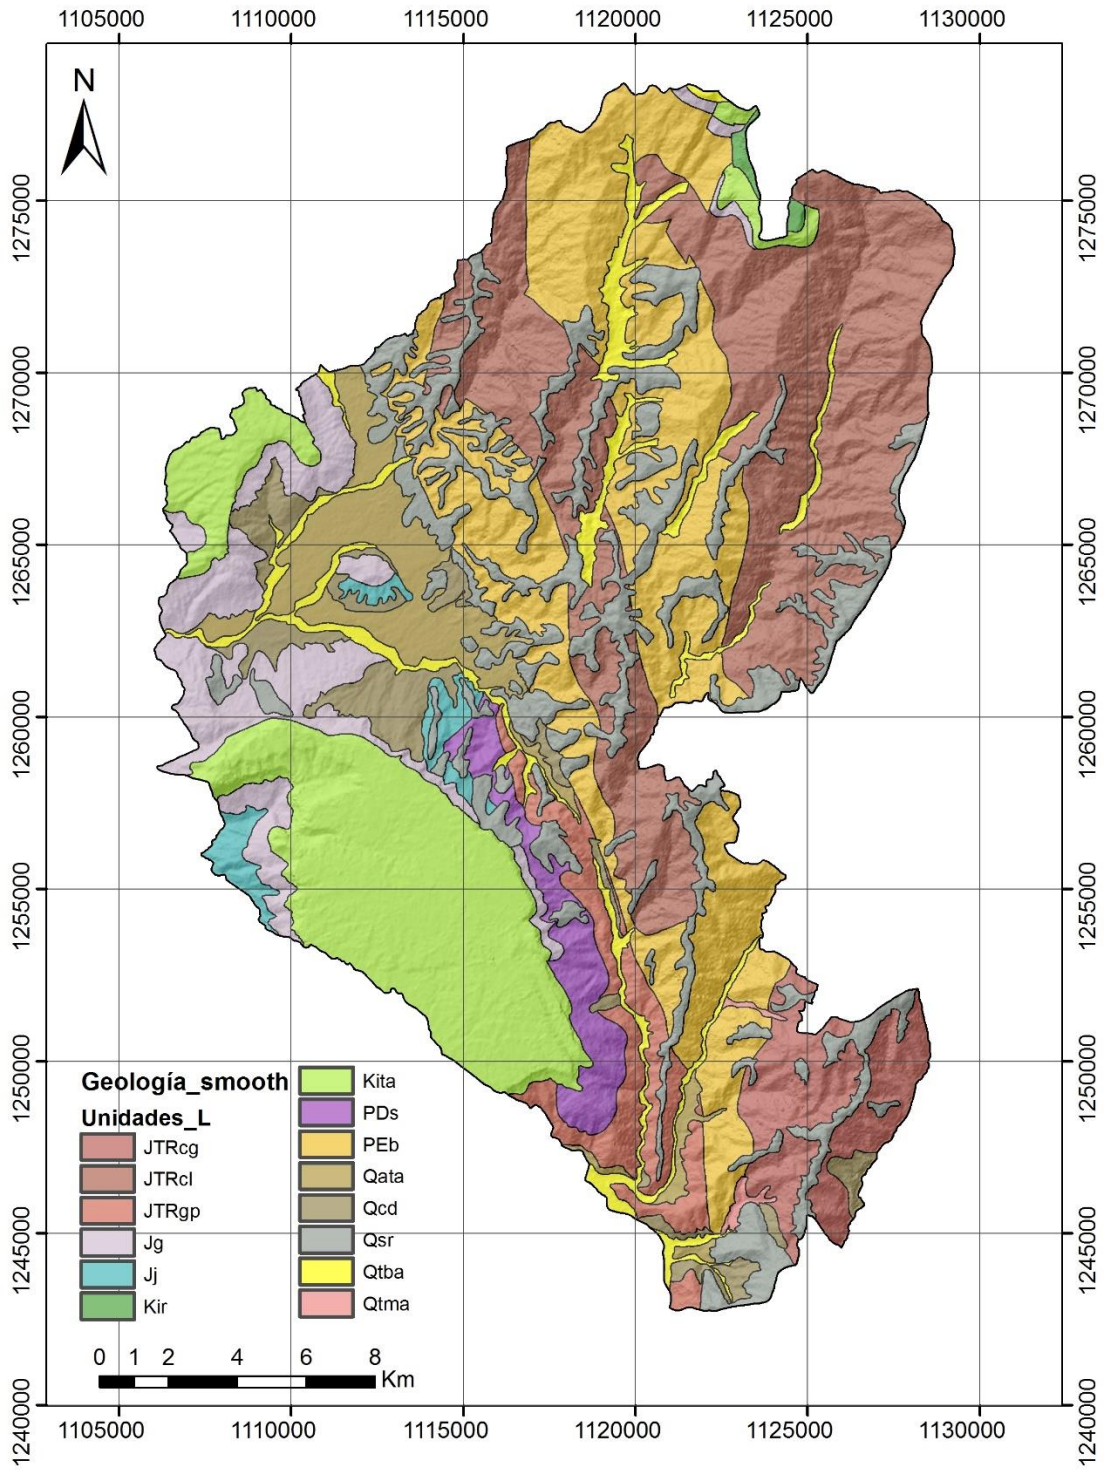 1105000 1110000 1115000 1120000 1125000 1130000
N
1275000 1275000
1270000 1270000
1265000 1265000
1260000 1260000
1255000 1255000
1250000 1250000
1245000 1245000
1240000 1240000
Geología_smooth
Unidades_L
JTRcg
JTRcl
JTRgp
Jg
Jj
Kir
Kita
PDs
PEb
Qata
Qcd
Qsr
Qtba
Qtma
0 1 2 4 6 8
Km
1105000 1110000 1115000 1120000 1125000 1130000